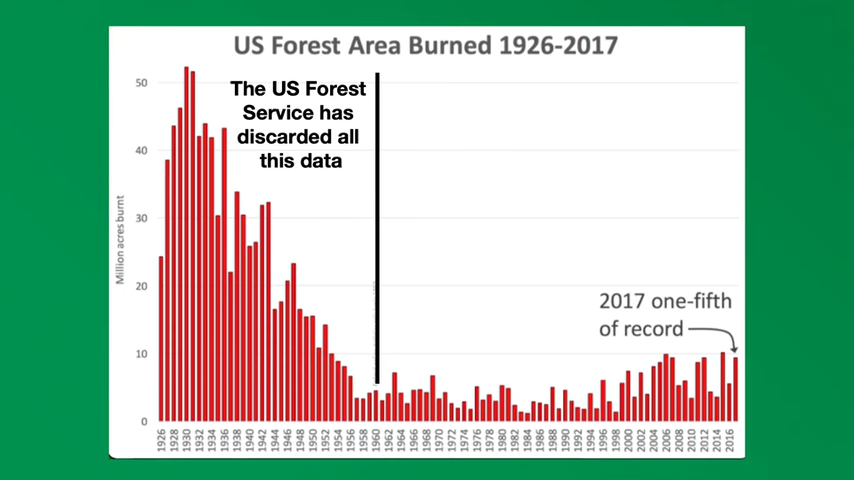 US Forest Area Burned 1926-2017
The US Forest
Service has
discarded all
this data
Million acres burnt
50
40
30
20
10
0
2017 one-fifth
of record
1926 1928 1930 1932 1934 1936 1938 1940 1942 1944 1946 1948 1950 1952 1954 1956 1958 1960 1962 1964 1966 1968 1970 1972 1974 1976 1978 1980 1982 1984 1986 1988 1990 1992 1994 1996 1998 2000 2002 2004 2006 2008 2010 2012 2014 2016